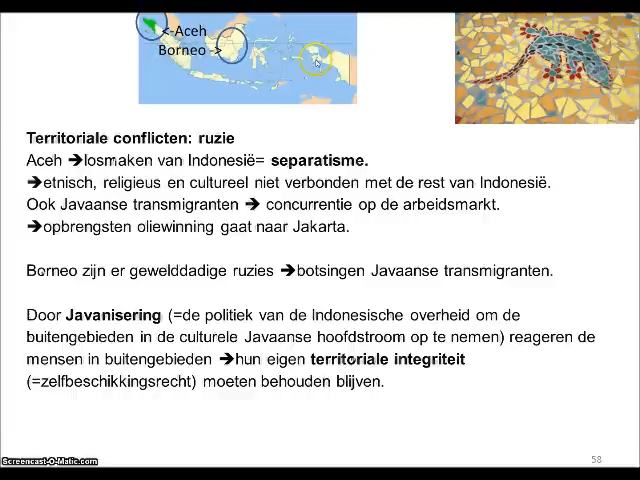 <-Aceh
Borneo ->
Territoriale conflicten: ruzie
Aceh ➔losmaken van Indonesië= separatisme.
➔etnisch, religieus en cultureel niet verbonden met de rest van Indonesië.
Ook Javaanse transmigranten ➔ concurrentie op de arbeidsmarkt.
➔opbrengsten oliewinning gaat naar Jakarta.
Borneo zijn er gewelddadige ruzies ➔botsingen Javaanse transmigranten.
Door Javanisering (=de politiek van de Indonesische overheid om de
buitengebieden in de culturele Javaanse hoofdstroom op te nemen) reageren de
mensen in buitengebieden ➔hun eigen territoriale integriteit
(=zelfbeschikkingsrecht) moeten behouden blijven.
58
Screencast-O-Matic.com